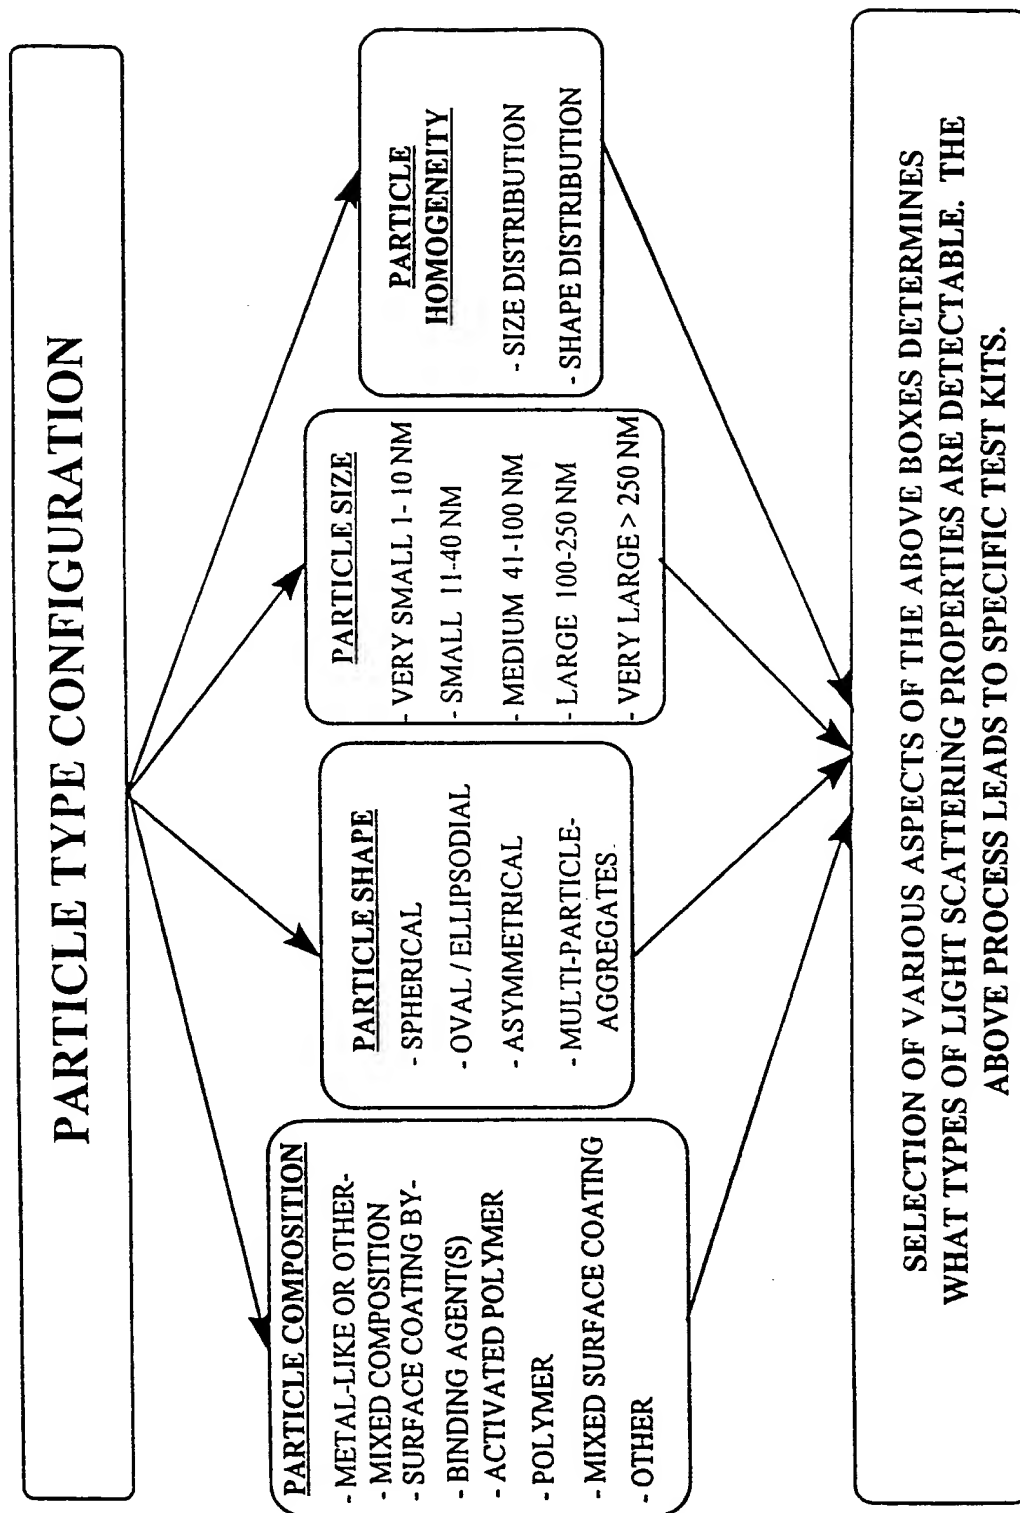 PARTICLE TYPE CONFIGURATION
PARTICLE COMPOSITION
- METAL-LIKE OR OTHER-
- MIXED COMPOSITION
- SURFACE COATING BY-
- BINDING AGENT(S)
- ACTIVATED POLYMER
- POLYMER
- MIXED SURFACE COATING
- OTHER
PARTICLE SHAPE
- SPHERICAL
- OVAL / ELLIPSODIAL
- ASYMMETRICAL
- MULTI-PARTICLE-
AGGREGATES.
PARTICLE SIZE
- VERY SMALL 1- 10 NM
- SMALL 11-40 NM
- MEDIUM 41-100 NM
- LARGE 100-250 NM
- VERY LARGE > 250 NM
PARTICLE
HOMOGENEITY
- SIZE DISTRIBUTION
- SHAPE DISTRIBUTION
SELECTION OF VARIOUS ASPECTS OF THE ABOVE BOXES DETERMINES
WHAT TYPES OF LIGHT SCATTERING PROPERTIES ARE DETECTABLE. THE
ABOVE PROCESS LEADS TO SPECIFIC TEST KITS.